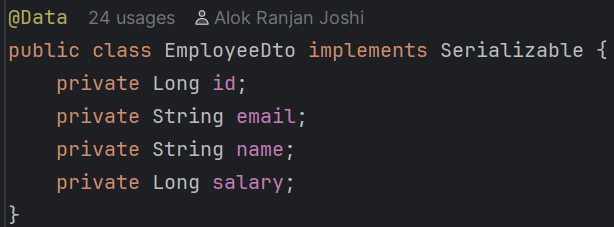 @Data 24 usages Alok Ranjan Joshi
public class EmployeeDto implements Serializable {
    private Long id;
    private String email;
    private String name;
    private Long salary;
}